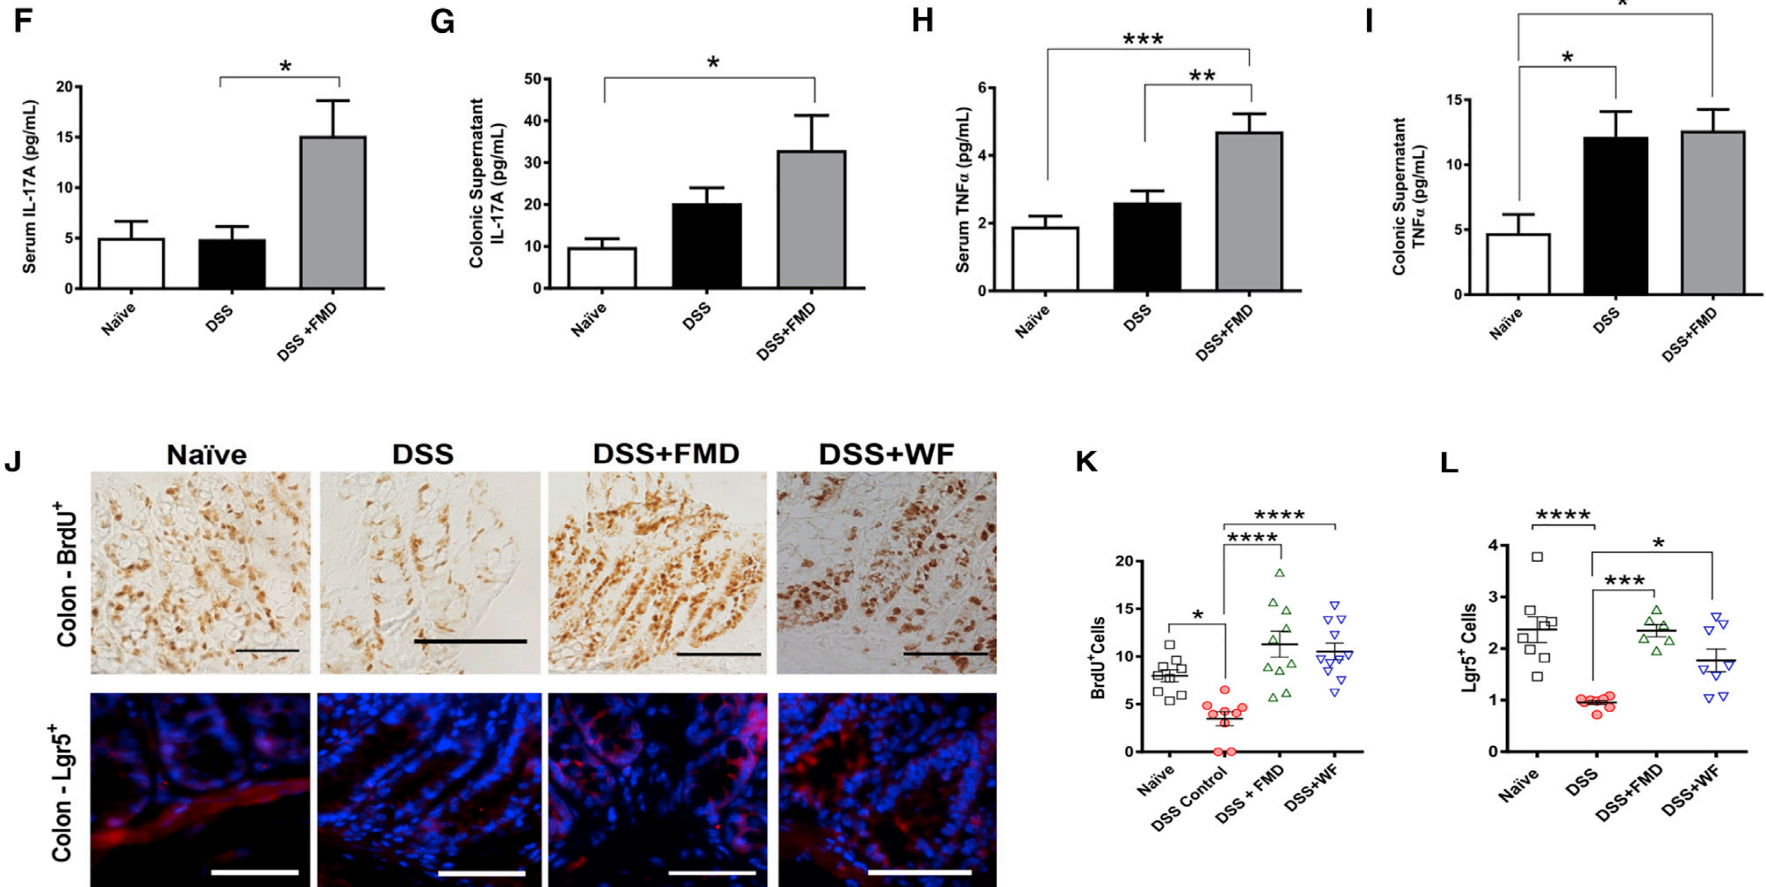 F
*
Serum IL-17A (pg/mL)
20
15
10
5
0
Naïve
DSS
DSS +FMD
G
*
Colonic Supernatant
IL-17A (pg/mL)
50
40
30
20
10
0
Naïve
DSS
DSS+FMD
H
***
**
Serum TNFα (pg/mL)
6
4
2
0
Naïve
DSS
DSS+FMD
I
*
*
Colonic Supernatant
TNFα (pg/mL)
15
10
5
0
Naïve
DSS
DSS+FMD
J
Naïve
DSS
DSS+FMD
DSS+WF
Colon - BrdU⁺
Colon - Lgr5⁺
K
****
****
*
BrdU⁺Cells
20
15
10
5
0
Naïve
DSS Control
DSS + FMD
DSS+WF
L
****
*
***
Lgr5⁺ Cells
4
3
2
1
0
Naïve
DSS
DSS+FMD
DSS+WF